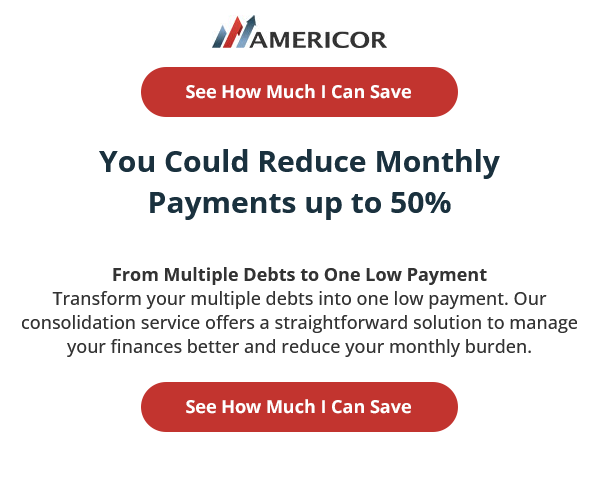 AMERICOR
See How Much I Can Save
You Could Reduce Monthly
Payments up to 50%
From Multiple Debts to One Low Payment
Transform your multiple debts into one low payment. Our
consolidation service offers a straightforward solution to manage
your finances better and reduce your monthly burden.
See How Much I Can Save